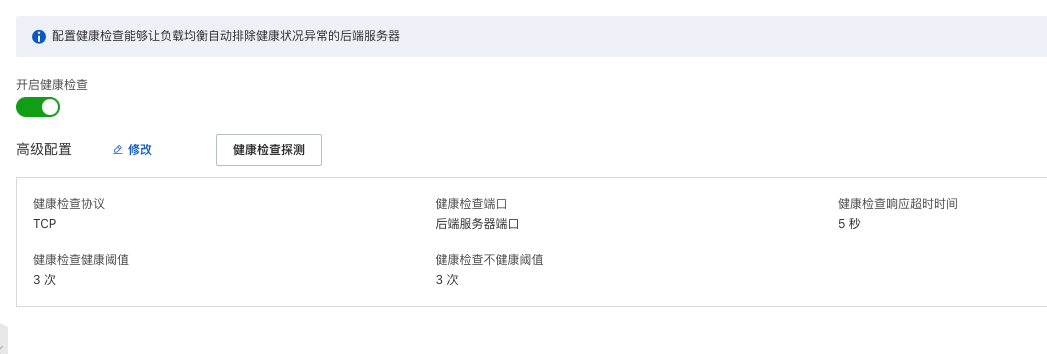 配置健康检查能够让负载均衡自动排除健康状况异常的后端服务器
开启健康检查
高级配置 修改 健康检查探测
健康检查协议 健康检查端口 健康检查响应超时时间
TCP 后端服务器端口 5 秒
健康检查健康阈值 健康检查不健康阈值
3 次 3 次